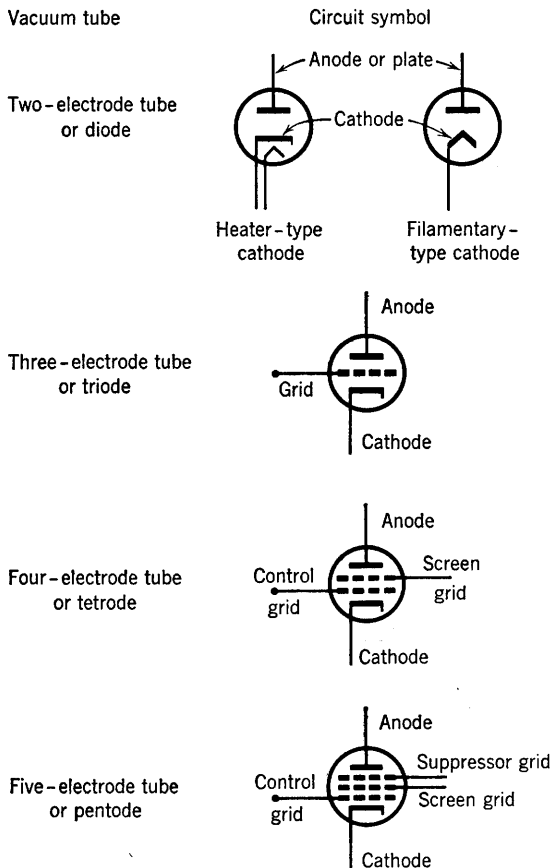 Vacuum tube
Circuit symbol
Anode or plate
Two-electrode tube
or diode
Cathode
Heater-type
cathode
Filamentary-
type cathode
Anode
Three-electrode tube
or triode
Grid
Cathode
Anode
Four-electrode tube
or tetrode
Control
grid
Screen
grid
Cathode
Anode
Five-electrode tube
or pentode
Control
grid
Suppressor grid
Screen grid
Cathode